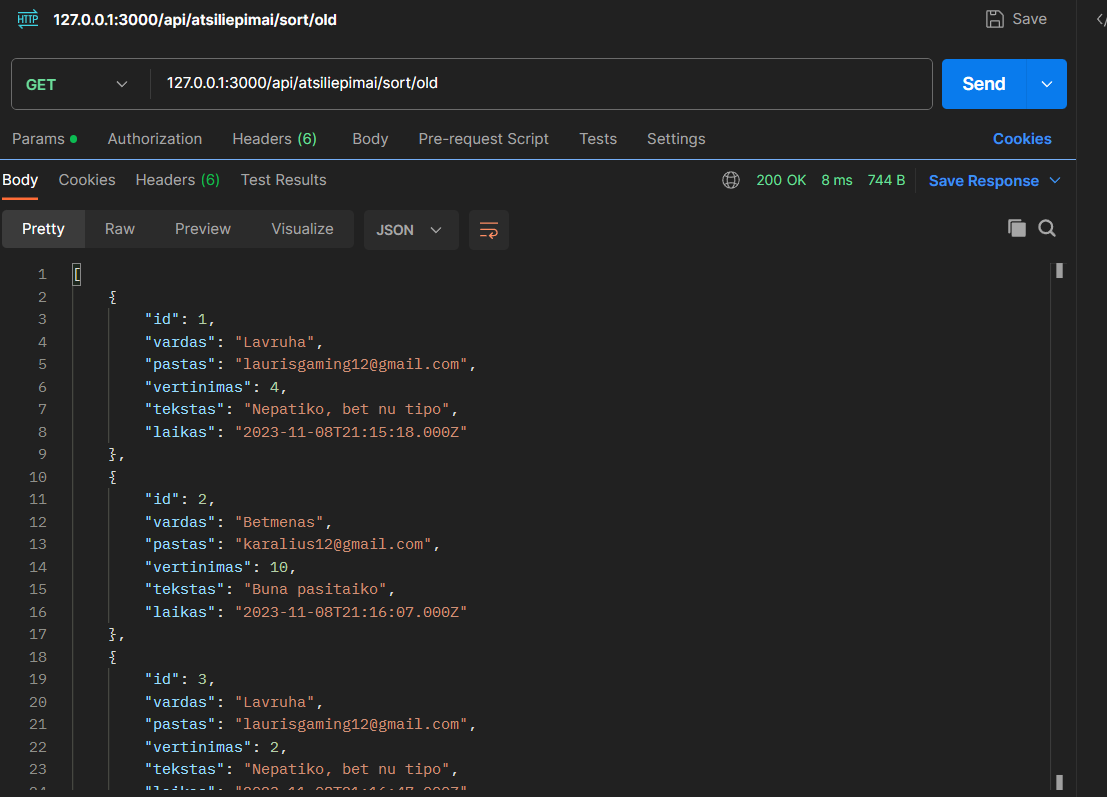 HTTP 127.0.0.1:3000/api/atsiliepimai/sort/old Save
GET 127.0.0.1:3000/api/atsiliepimai/sort/old Send
Params Authorization Headers (6) Body Pre-request Script Tests Settings Cookies
Body Cookies Headers (6) Test Results 200 OK 8 ms 744 B Save Response
Pretty Raw Preview Visualize JSON
1 [
2 {
3 "id": 1,
4 "vardas": "Lavruha",
5 "pastas": "laurisgaming12@gmail.com",
6 "vertinimas": 4,
7 "tekstas": "Nepatiko, bet nu tipo",
8 "laikas": "2023-11-08T21:15:18.000Z"
9 },
10 {
11 "id": 2,
12 "vardas": "Betmenas",
13 "pastas": "karalius12@gmail.com",
14 "vertinimas": 10,
15 "tekstas": "Buna pasitaiko",
16 "laikas": "2023-11-08T21:16:07.000Z"
17 },
18 {
19 "id": 3,
20 "vardas": "Lavruha",
21 "pastas": "laurisgaming12@gmail.com",
22 "vertinimas": 2,
23 "tekstas": "Nepatiko, bet nu tipo",